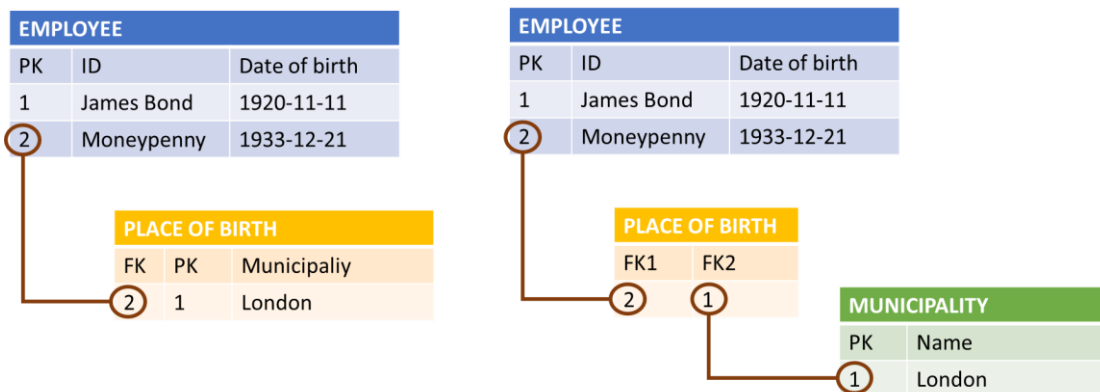 EMPLOYEE
PK ID Date of birth
1 James Bond 1920-11-11
2 Moneypenny 1933-12-21
PLACE OF BIRTH
FK PK Municipaliy
2 1 London
EMPLOYEE
PK ID Date of birth
1 James Bond 1920-11-11
2 Moneypenny 1933-12-21
PLACE OF BIRTH
FK1 FK2
2 1
MUNICIPALITY
PK Name
1 London